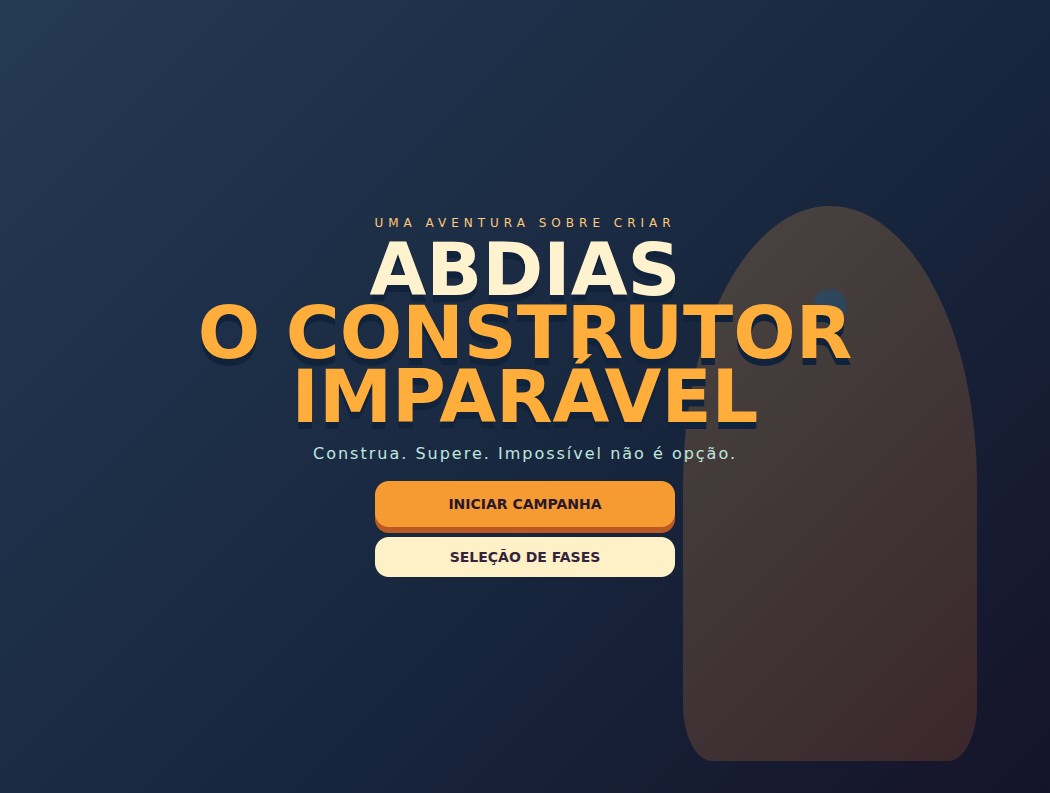 UMA AVENTURA SOBRE CRIAR
ABDIAS
O CONSTRUTOR
IMPARÁVEL
Construa. Supere. Impossível não é opção.
INICIAR CAMPANHA
SELEÇÃO DE FASES